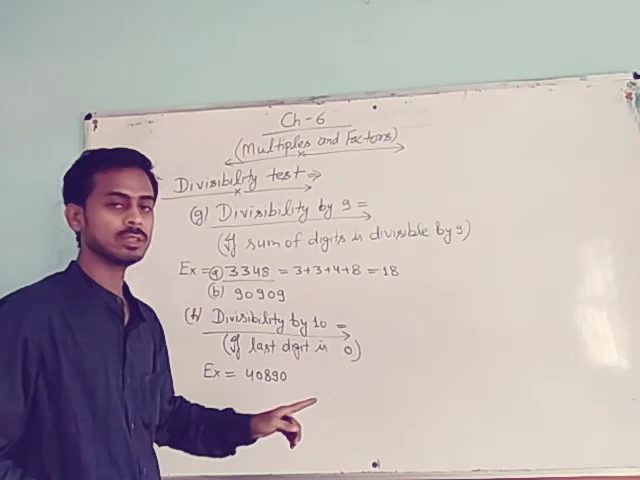 Ch-6
(Multiples and Factors)
Divisibility test ⇒
(g) Divisibility by 9 =
(If sum of digits is divisible by 9)
Ex = (a) 3348 = 3+3+4+8 = 18
(b) 90909
(h) Divisibility by 10 =
(If last digit is 0)
Ex = 40890